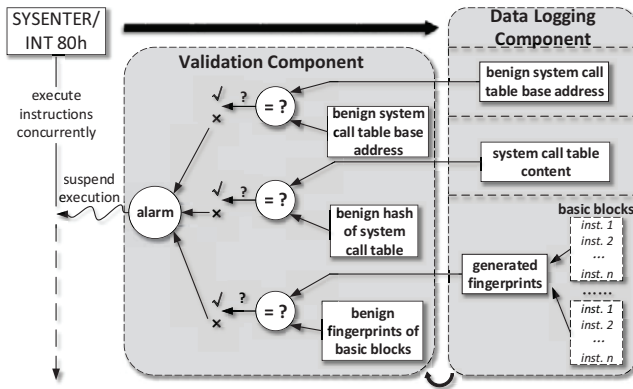 SYSENTER/
INT 80h
execute
instructions
concurrently
suspend
execution
Validation Component
√
?
×
= ?
benign system
call table base
address
√
?
×
= ?
benign hash
of system
call table
√
?
×
= ?
benign
fingerprints of
basic blocks
alarm
Data Logging
Component
benign system call
table base address
system call table
content
basic blocks
generated
fingerprints
inst. 1
inst. 2
...
inst. n
......
inst. 1
inst. 2
...
inst. n